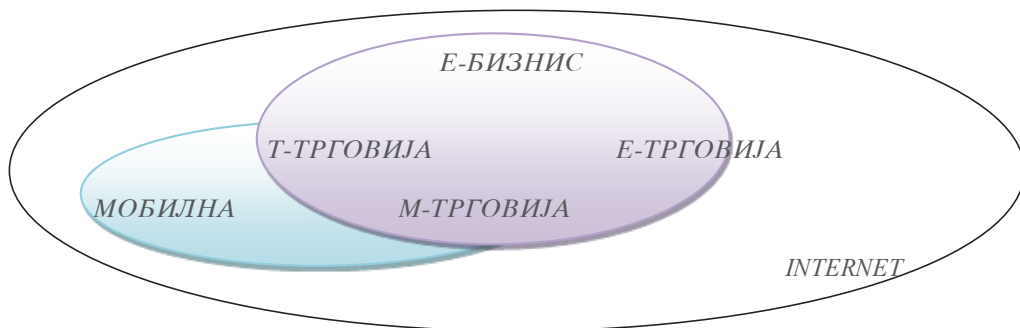 Е-БИЗНИС
Т-ТРГОВИЈА
Е-ТРГОВИЈА
МОБИЛНА
М-ТРГОВИЈА
INTERNET